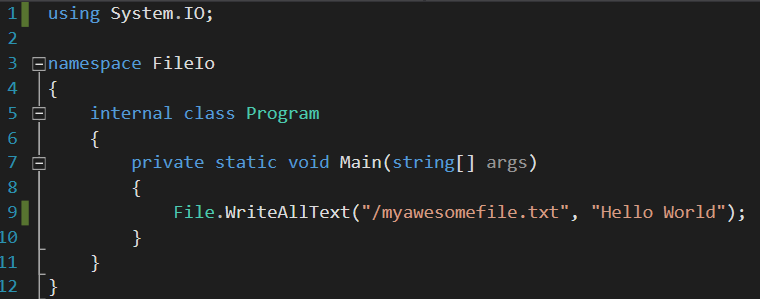 1 using System.IO;
2
3 namespace FileIo
4 {
5 internal class Program
6 {
7 private static void Main(string[] args)
8 {
9 File.WriteAllText("/myawesomefile.txt", "Hello World");
10 }
11 }
12 }